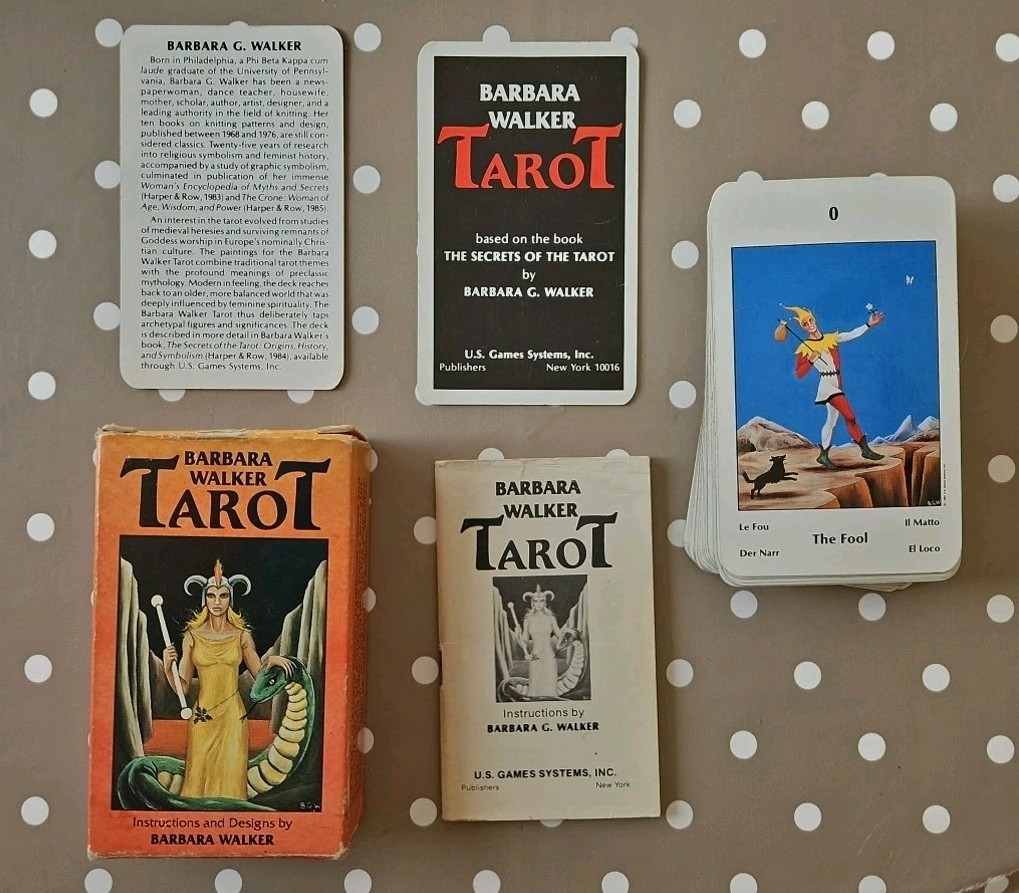 BARBARA G. WALKER
Born in Philadelphia, a Phi Beta Kappa cum
laude graduate of the University of Pennsyl-
vania, Barbara G. Walker has been a news-
paperwoman, dance teacher, housewife,
mother, scholar, author, artist, designer, and a
leading authority in the field of knitting. Her
ten books on knitting patterns and design,
published between 1968 and 1976, are still con-
sidered classics. Twenty-five years of research
into religious symbolism and feminist history,
accompanied by a study of graphic symbolism,
culminated in publication of her immense
Woman's Encyclopedia of Myths and Secrets
(Harper & Row, 1983) and The Crone: Woman of
Age, Wisdom, and Power (Harper & Row, 1985).
An interest in the tarot evolved from studies
of medieval heresies and surviving remnants of
Goddess worship in Europe's nominally Chris-
tian culture. The paintings for the Barbara
Walker Tarot combine traditional tarot themes
with the profound meanings of preclassic
mythology. Modern in feeling, the deck reaches
back to an older, more balanced world that was
deeply influenced by feminine spirituality. The
Barbara Walker Tarot thus deliberately taps
archetypal figures and significances. The deck
is described in more detail in Barbara Walker's
book, The Secrets of the Tarot: Origins, History,
and Symbolism (Harper & Row, 1984), available
through U.S. Games Systems, Inc.
BARBARA
WALKER
TAROT
based on the book
THE SECRETS OF THE TAROT
by
BARBARA G. WALKER
U.S. Games Systems, Inc.
Publishers New York 10016
0
BGW
Le Fou Il Matto
The Fool
Der Narr El Loco
BARBARA
WALKER
TAROT
BGW
Instructions and Designs by
BARBARA WALKER
BARBARA
WALKER
TAROT
Instructions by
BARBARA G. WALKER
U.S. GAMES SYSTEMS, INC.
Publishers New York